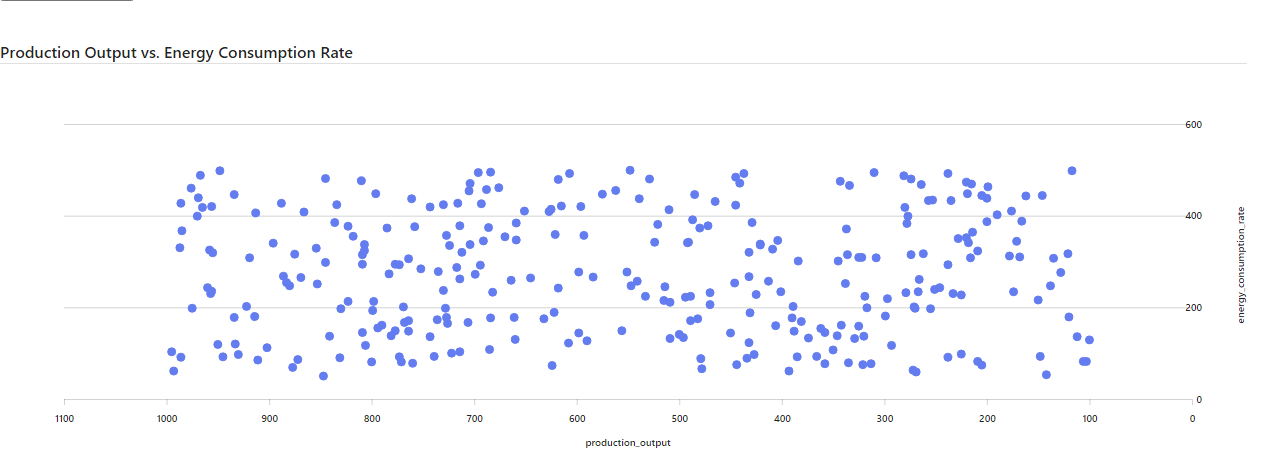 Production Output vs. Energy Consumption Rate
600
400
200
0
energy_consumption_rate
1100 1000 900 800 700 600 500 400 300 200 100 0
production_output